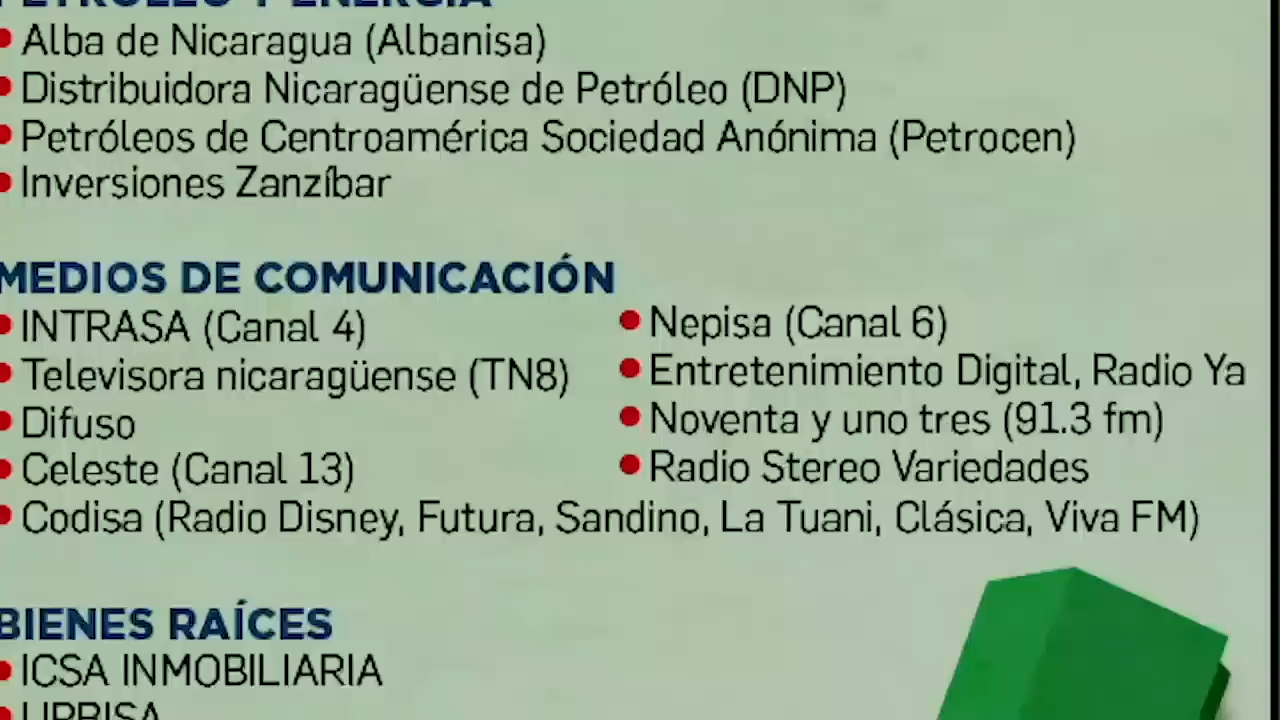 PETRÓLEO Y ENERGÍA
Alba de Nicaragua (Albanisa)
Distribuidora Nicaragüense de Petróleo (DNP)
Petróleos de Centroamérica Sociedad Anónima (Petrocen)
Inversiones Zanzíbar
MEDIOS DE COMUNICACIÓN
INTRASA (Canal 4)
Televisora nicaragüense (TN8)
Difuso
Celeste (Canal 13)
Codisa (Radio Disney, Futura, Sandino, La Tuani, Clásica, Viva FM)
Nepisa (Canal 6)
Entretenimiento Digital, Radio Ya
Noventa y uno tres (91.3 fm)
Radio Stereo Variedades
BIENES RAÍCES
ICSA INMOBILIARIA